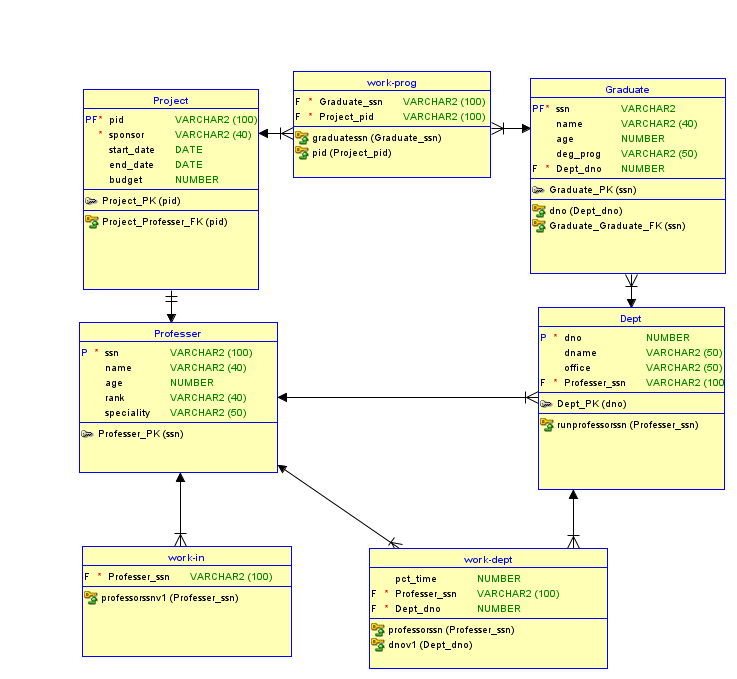 work-prog
F * Graduate_ssn VARCHAR2 (100)
F * Project_pid VARCHAR2 (100)
graduatessn (Graduate_ssn)
pid (Project_pid)
Graduate
PF* ssn VARCHAR2
name VARCHAR2 (40)
age NUMBER
deg_prog VARCHAR2 (50)
F * Dept_dno NUMBER
Graduate_PK (ssn)
dno (Dept_dno)
Graduate_Graduate_FK (ssn)
Project
PF* pid VARCHAR2 (100)
* sponsor VARCHAR2 (40)
start_date DATE
end_date DATE
budget NUMBER
Project_PK (pid)
Project_Professer_FK (pid)
Professer
P * ssn VARCHAR2 (100)
name VARCHAR2 (40)
age NUMBER
rank VARCHAR2 (40)
speciality VARCHAR2 (50)
Professer_PK (ssn)
Dept
P * dno NUMBER
dname VARCHAR2 (50)
office VARCHAR2 (50)
F * Professer_ssn VARCHAR2 (100
Dept_PK (dno)
runprofessorssn (Professer_ssn)
work-in
F * Professer_ssn VARCHAR2 (100)
professorssnv1 (Professer_ssn)
work-dept
pct_time NUMBER
F * Professer_ssn VARCHAR2 (100)
F * Dept_dno NUMBER
professorssn (Professer_ssn)
dnov1 (Dept_dno)